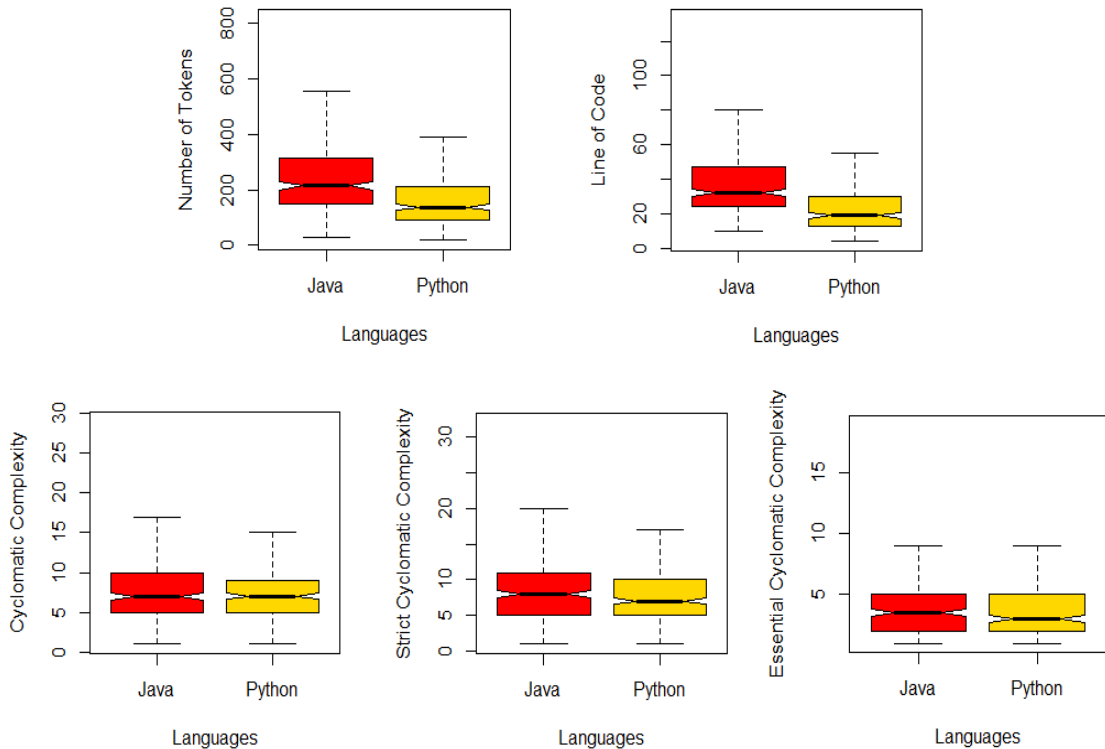 Number of Tokens
800
600
400
200
0
Java Python
Languages
Line of Code
100
60
20
0
Java Python
Languages
Cyclomatic Complexity
30
25
20
15
10
5
0
Java Python
Languages
Strict Cyclomatic Complexity
30
20
10
5
0
Java Python
Languages
Essential Cyclomatic Complexity
15
10
5
Java Python
Languages